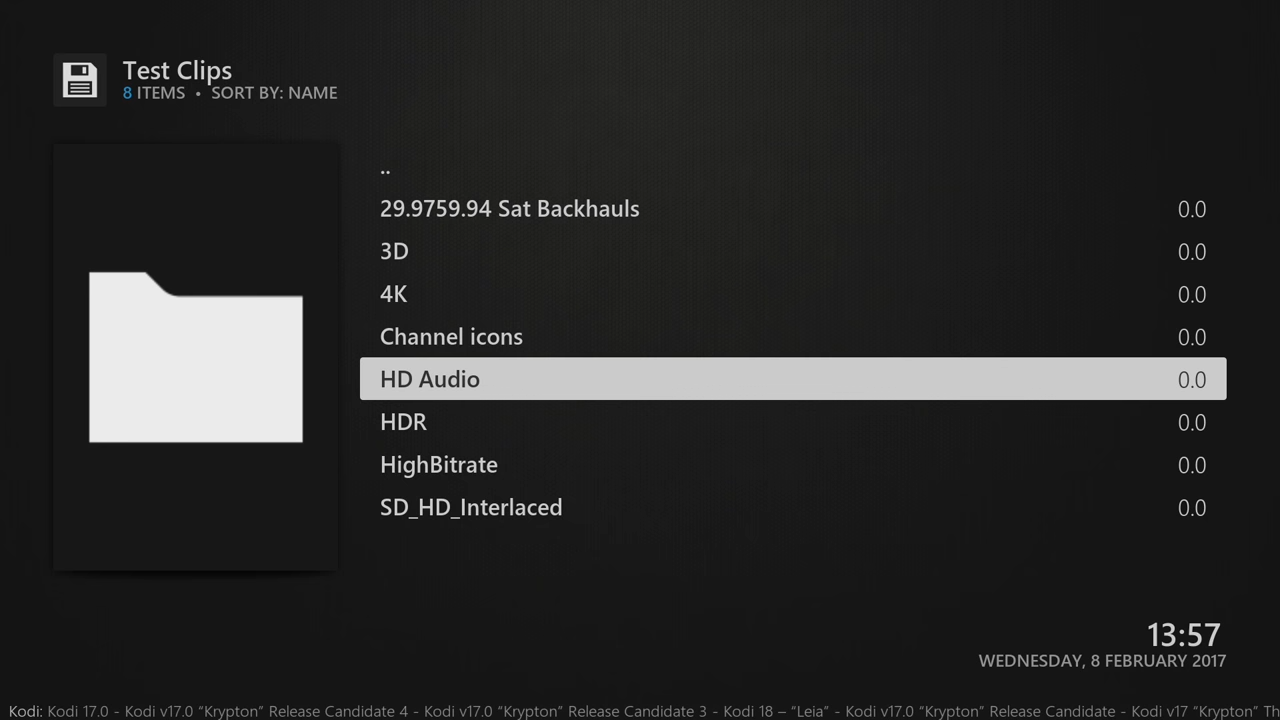 Test Clips
8 ITEMS • SORT BY: NAME
..
29.9759.94 Sat Backhauls 0.0
3D 0.0
4K 0.0
Channel icons 0.0
HD Audio 0.0
HDR 0.0
HighBitrate 0.0
SD_HD_Interlaced 0.0
13:57
WEDNESDAY, 8 FEBRUARY 2017
Kodi: Kodi 17.0 - Kodi v17.0 “Krypton” Release Candidate 4 - Kodi v17.0 “Krypton” Release Candidate 3 - Kodi 18 – “Leia” - Kodi v17.0 “Krypton” Release Candidate - Kodi v17 “Krypton” Th